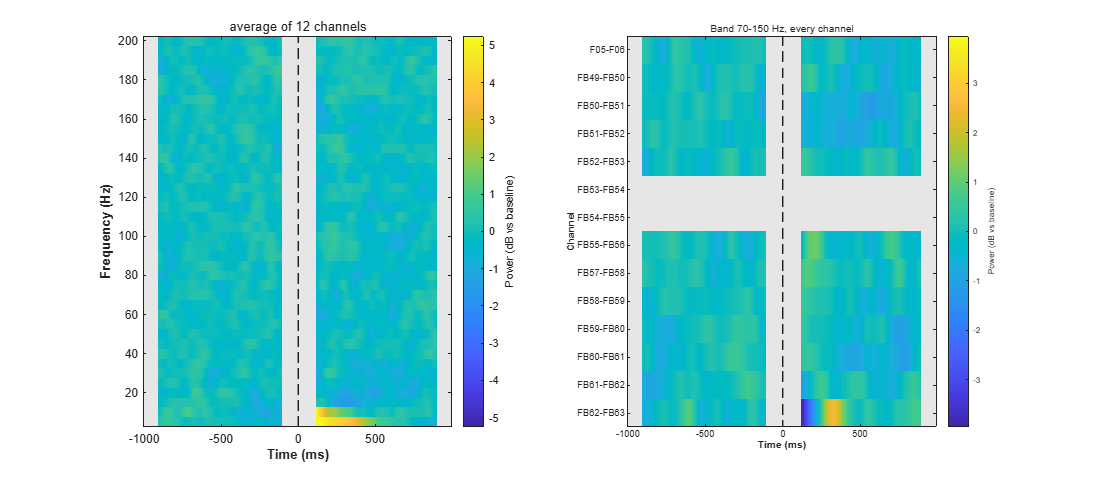 average of 12 channels
200
180
160
140
120
100
80
60
40
20
Frequency (Hz)
-1000
-500
0
500
Time (ms)
5
4
3
2
1
0
-1
-2
-3
-4
-5
Power (dB vs baseline)
Band 70-150 Hz, every channel
F05-F06
FB49-FB50
FB50-FB51
FB51-FB52
FB52-FB53
FB53-FB54
FB54-FB55
FB55-FB56
FB57-FB58
FB58-FB59
FB59-FB60
FB60-FB61
FB61-FB62
FB62-FB63
Channel
-1000
-500
0
500
Time (ms)
3
2
1
0
-1
-2
-3
Power (dB vs baseline)